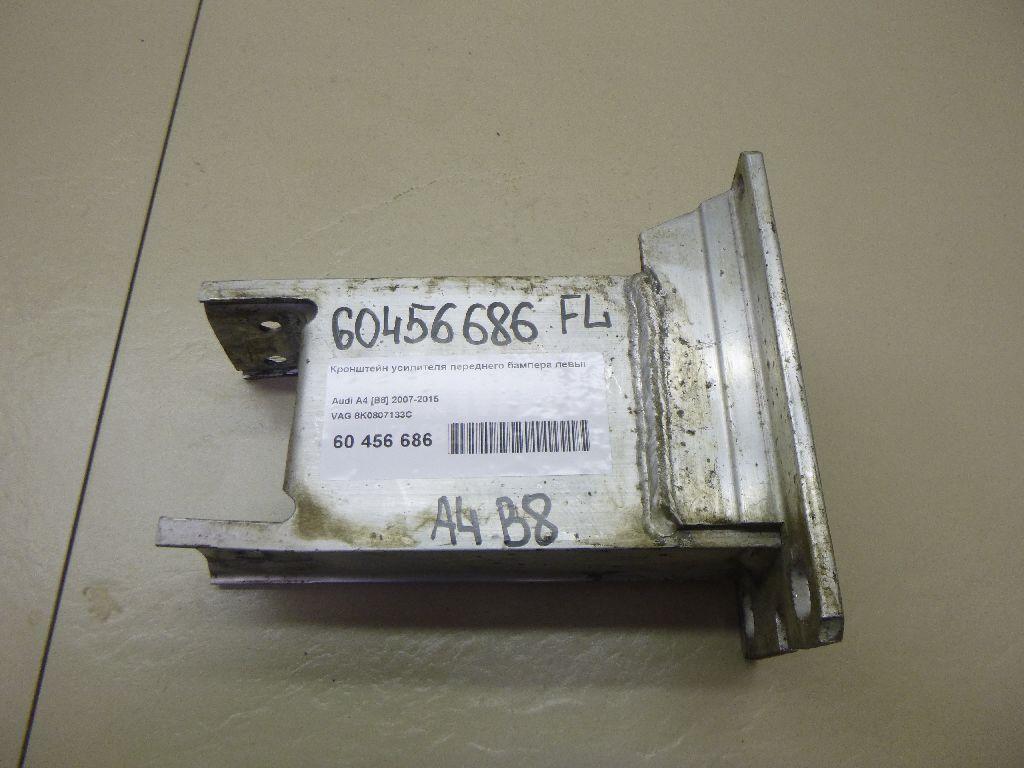 60456686 FL
Кронштейн усилителя переднего бампера левый
Audi A4 [B8] 2007-2015
VAG 8K0807133C
60 456 686
A4 B8